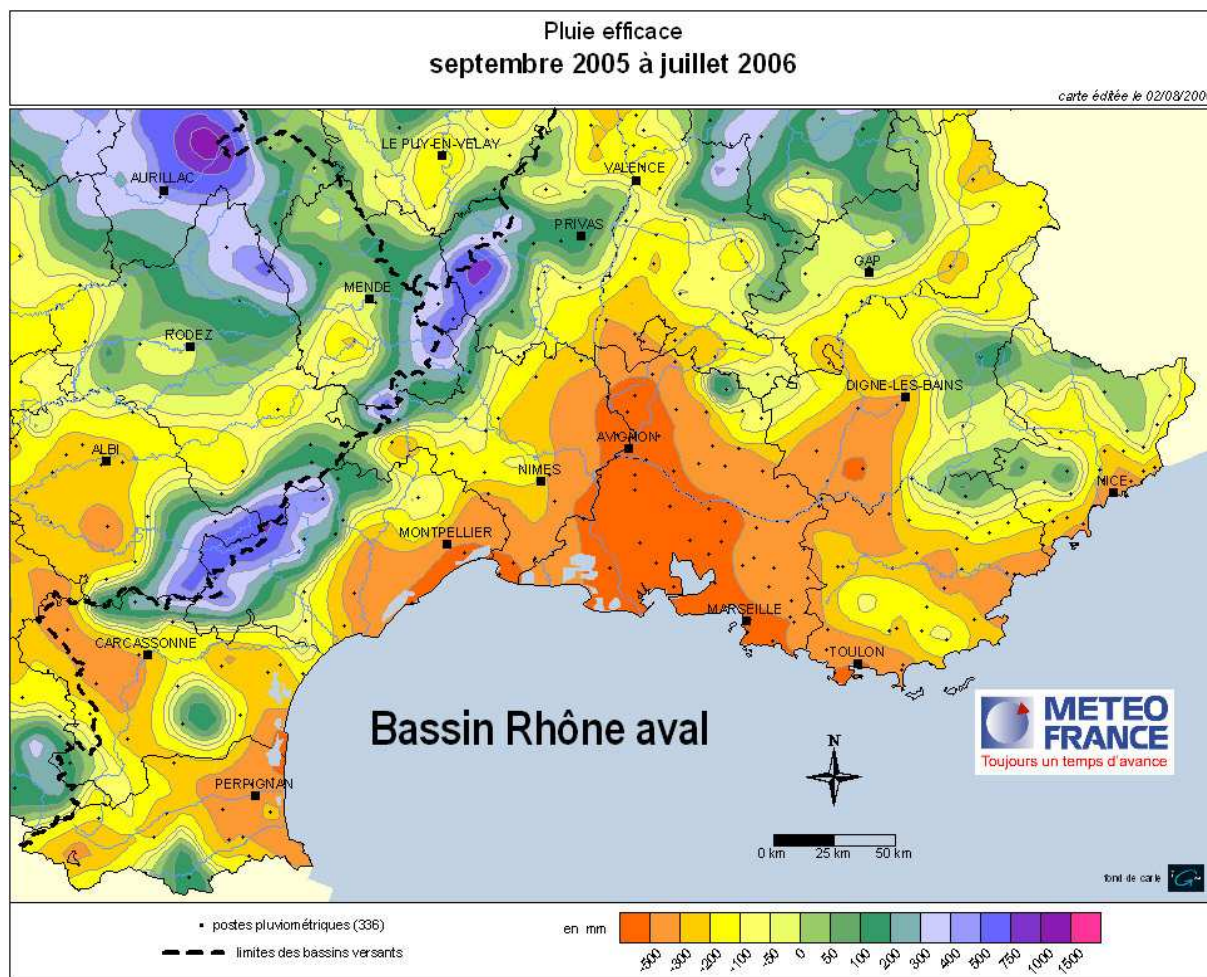 Pluie efficace
septembre 2005 à juillet 2006
carte éditée le 02/08/200
LE PUY-EN-VELAY
VALENCE
AURILLAC
PRIVAS
GAP
MENDE
RODEZ
DIGNE-LES-BAINS
AVIGNON
ALBI
NIMES
NICE
MONTPELLIER
MARSEILLE
CARCASSONNE
TOULON
Bassin Rhône aval
METEO
FRANCE
Toujours un temps d'avance
N
PERPIGNAN
0 km 25 km 50 km
fond de carte
postes pluviométriques (336)
limites des bassins versants
en mm
-500 -300 -200 -100 -50 0 50 100 200 300 400 500 750 1000 1500